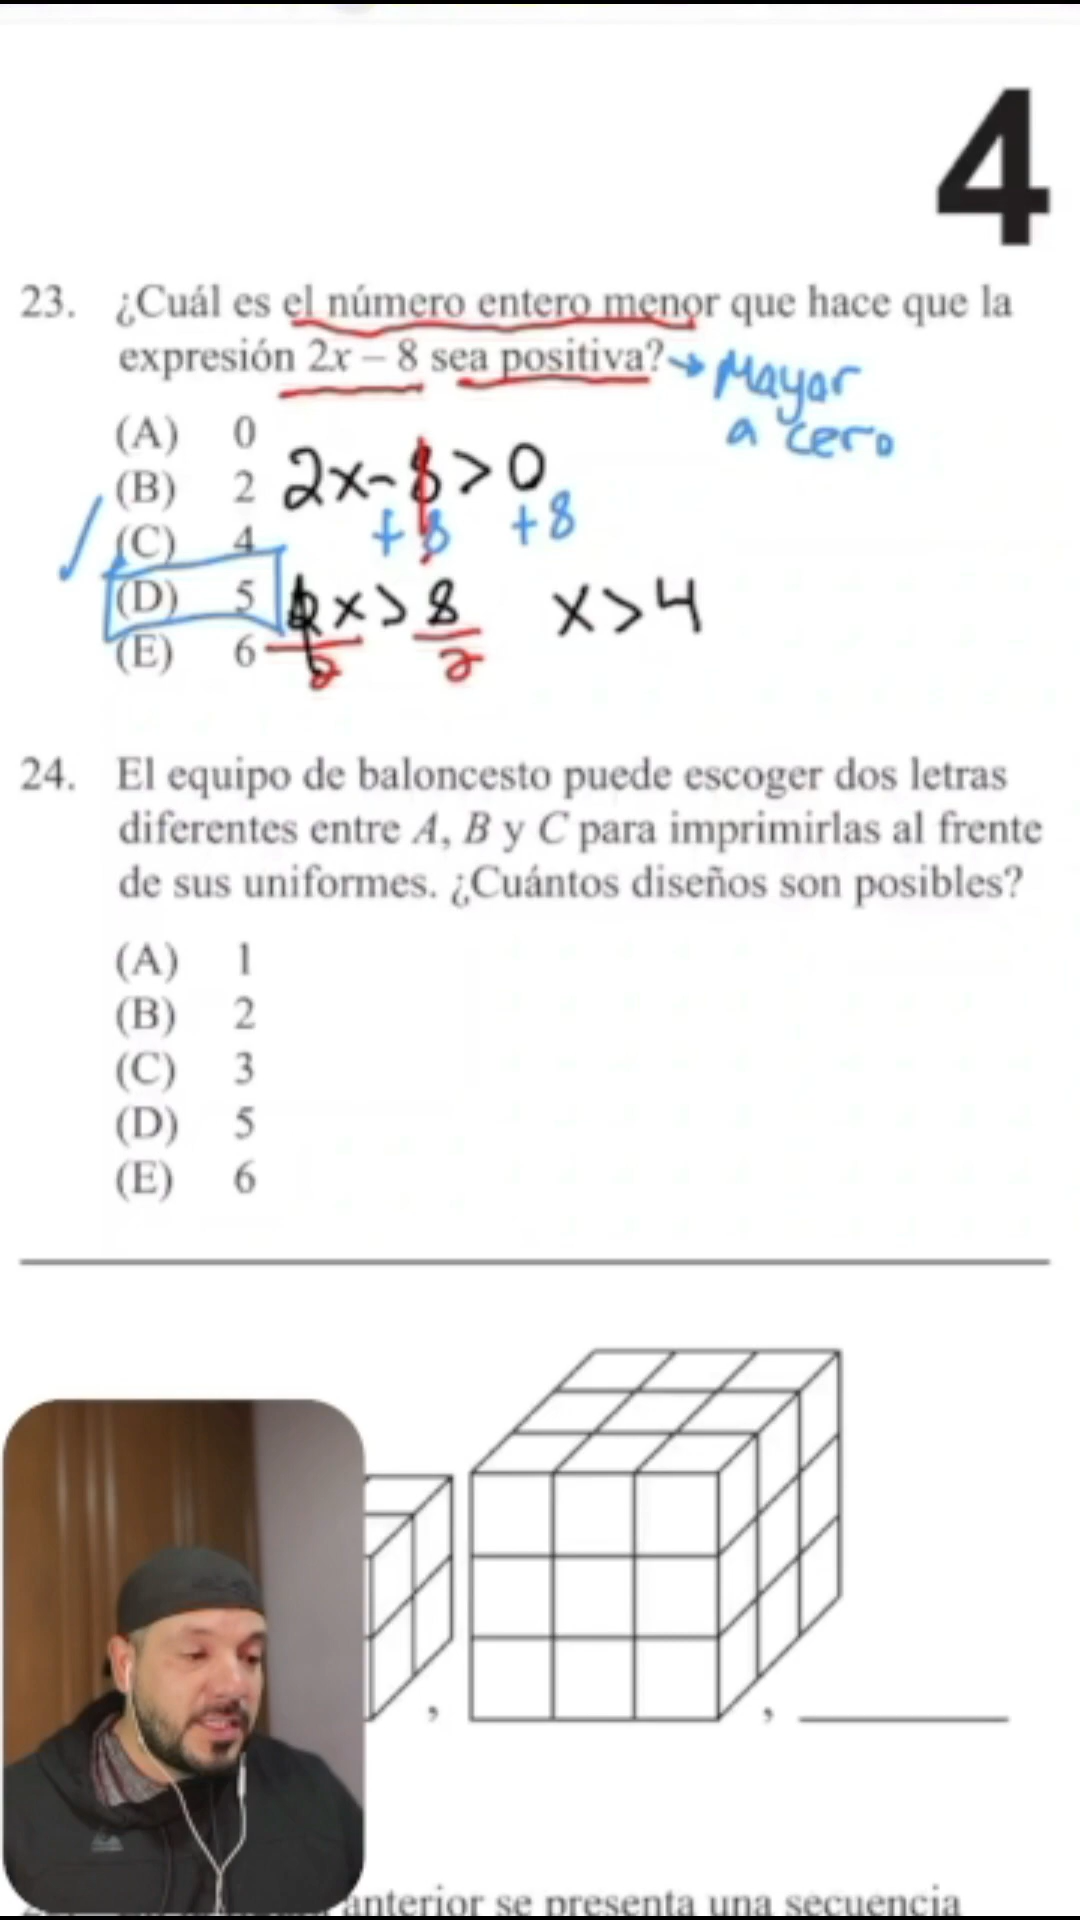 4
23. ¿Cuál es el número entero menor que hace que la
expresión 2x – 8 sea positiva? → Mayor
a cero
(A) 0
(B) 2
(C) 4
(D) 5
(E) 6
2x - 8 > 0
+8 +8
2x > 8 x > 4
2 2
24. El equipo de baloncesto puede escoger dos letras
diferentes entre A, B y C para imprimirlas al frente
de sus uniformes. ¿Cuántos diseños son posibles?
(A) 1
(B) 2
(C) 3
(D) 5
(E) 6
, , ______
anterior se presenta una secuencia